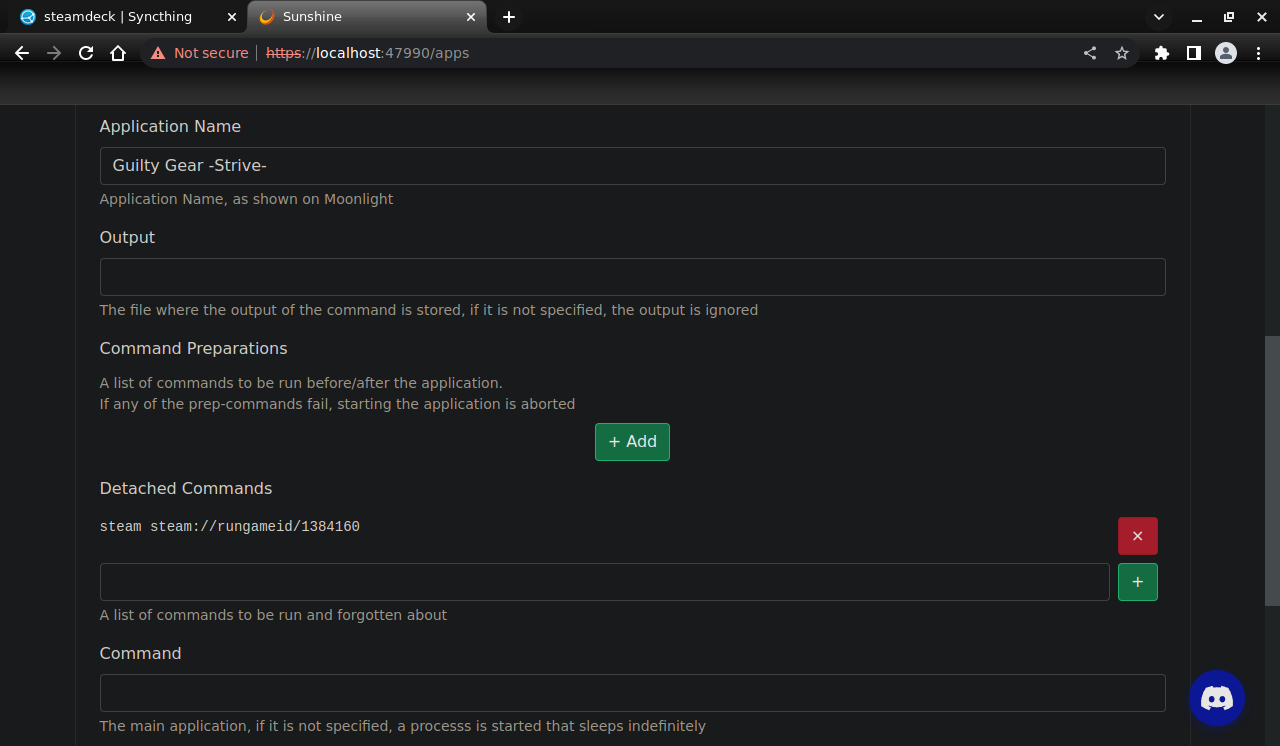 steamdeck | Syncthing
Sunshine
Not secure
https://localhost:47990/apps
Application Name
Guilty Gear -Strive-
Application Name, as shown on Moonlight
Output
The file where the output of the command is stored, if it is not specified, the output is ignored
Command Preparations
A list of commands to be run before/after the application.
If any of the prep-commands fail, starting the application is aborted
+ Add
Detached Commands
steam steam://rungameid/1384160
×
+
A list of commands to be run and forgotten about
Command
The main application, if it is not specified, a processs is started that sleeps indefinitely